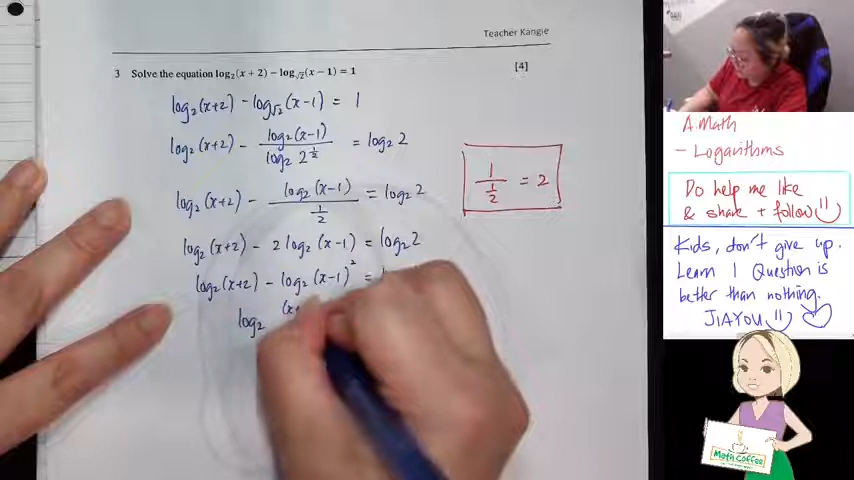 Teacher Kangie
3 Solve the equation log₂(x + 2) − log√₂(x − 1) = 1
[4]
log₂(x+2) - log√₂(x-1) = 1
log₂(x+2) - log₂(x-1) / log₂ 2^½ = log₂ 2
log₂(x+2) - log₂(x-1) / ½ = log₂ 2
log₂(x+2) - 2 log₂(x-1) = log₂ 2
log₂(x+2) - log₂(x-1)² =
log₂ (x+
1 / ½ = 2
A.Math
- Logarithms
Do help me like
& share + follow
Kids, don't give up.
Learn 1 Question is
better than nothing.
JIAYOU
Math Coffee